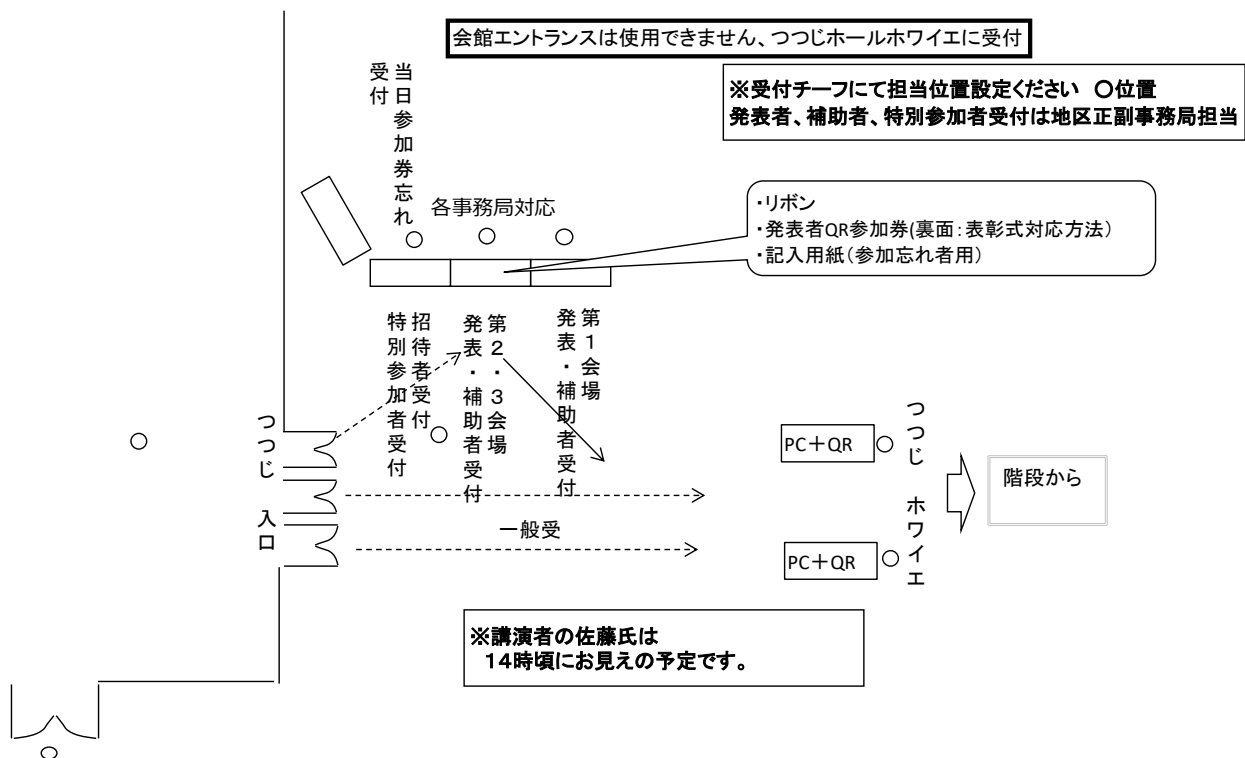 会館エントランスは使用できません、つつじホールホワイエに受付
※受付チーフにて担当位置設定ください　〇位置
発表者、補助者、特別参加者受付は地区正副事務局担当
当日参加券忘れ
受付
各事務局対応
・リボン
・発表者QR参加券(裏面：表彰式対応方法）
・記入用紙（参加忘れ者用）
招待者受付
特別参加者受付
第２・３会場
発表・補助者受付
第１会場
発表・補助者受付
つつじ　入口
一般受
PC＋QR
PC＋QR
つつじ　ホワイエ
階段から
※講演者の佐藤氏は
１４時頃にお見えの予定です。